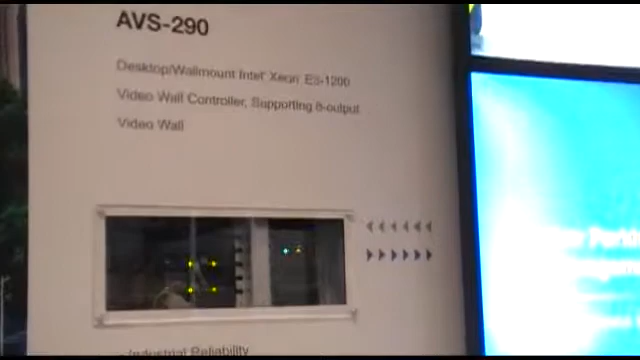 AVS-290
Desktop/Wallmount Intel® Xeon® E3-1200
Video Wall Controller, Supporting 8-output
Video Wall
Industrial Reliability